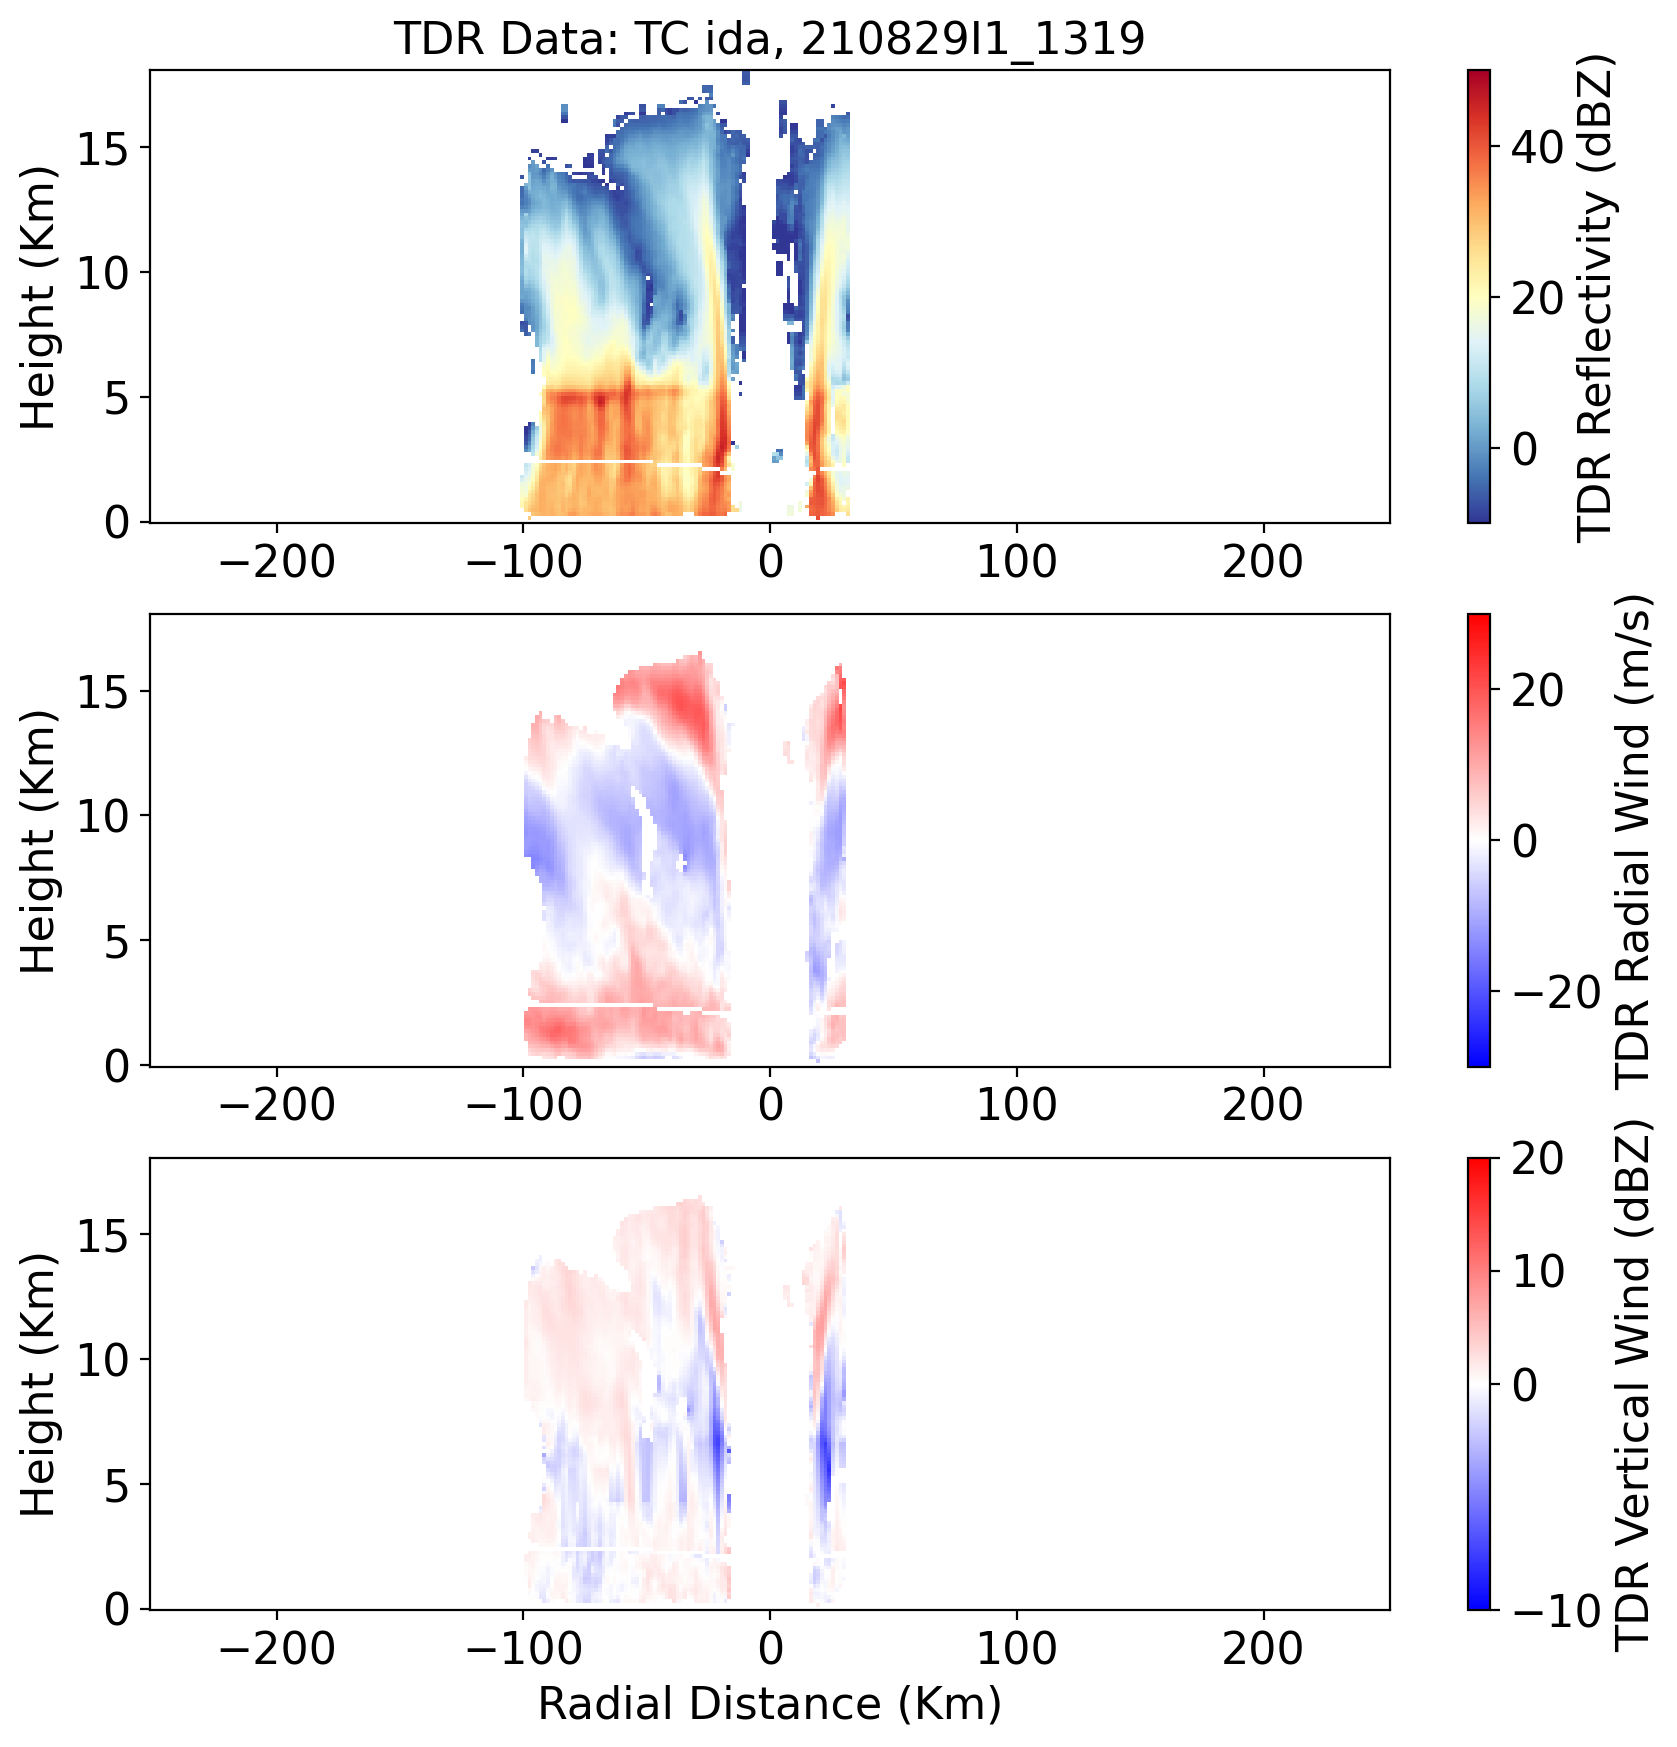 TDR Data: TC ida, 210829I1_1319
Height (Km)
15
10
5
0
−200 −100 0 100 200
40
20
0
TDR Reflectivity (dBZ)
Height (Km)
15
10
5
0
−200 −100 0 100 200
20
0
−20
TDR Radial Wind (m/s)
Height (Km)
15
10
5
0
−200 −100 0 100 200
Radial Distance (Km)
20
10
0
−10
TDR Vertical Wind (dBZ)